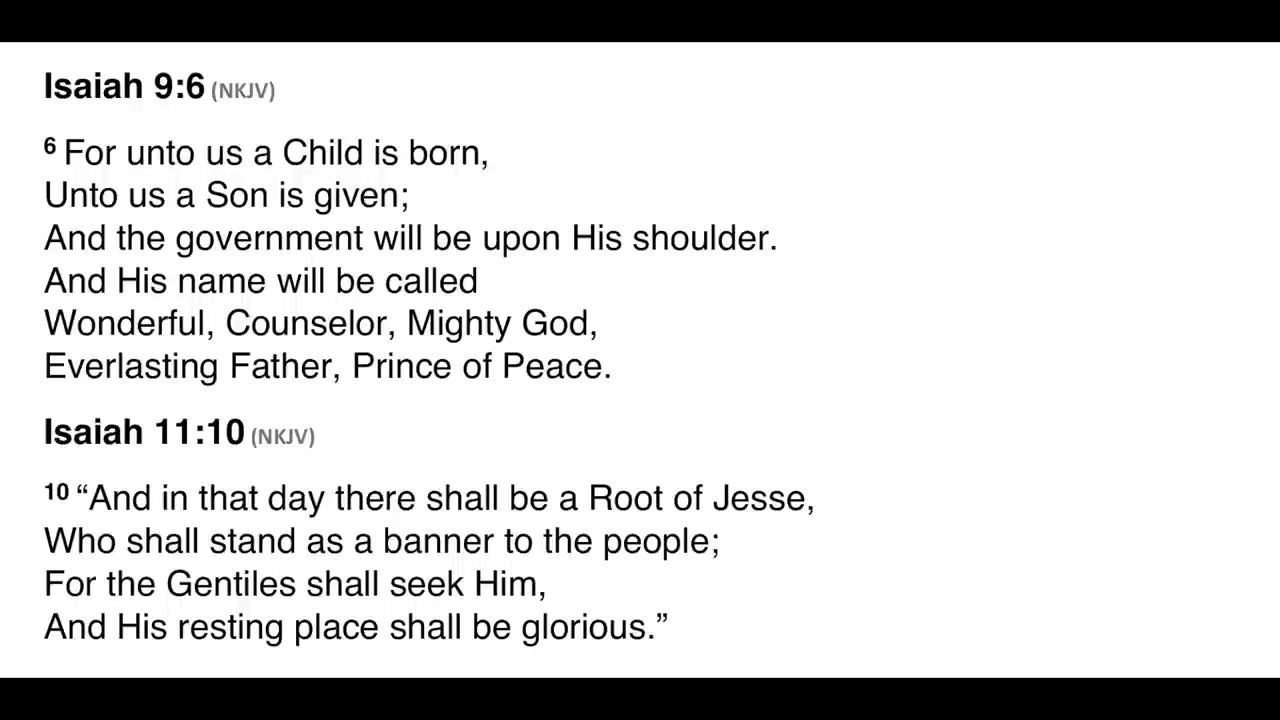 Isaiah 9:6 (NKJV)
6 For unto us a Child is born,
Unto us a Son is given;
And the government will be upon His shoulder.
And His name will be called
Wonderful, Counselor, Mighty God,
Everlasting Father, Prince of Peace.
Isaiah 11:10 (NKJV)
10 “And in that day there shall be a Root of Jesse,
Who shall stand as a banner to the people;
For the Gentiles shall seek Him,
And His resting place shall be glorious.”